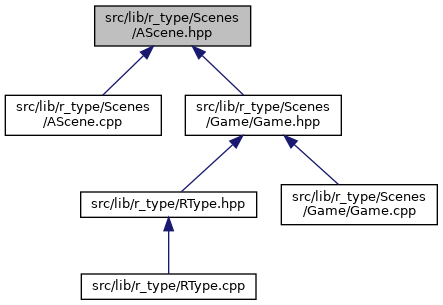 src/lib/r_type/Scenes
/AScene.hpp
src/lib/r_type/Scenes
/AScene.cpp
src/lib/r_type/Scenes
/Game/Game.hpp
src/lib/r_type/RType.hpp
src/lib/r_type/Scenes
/Game/Game.cpp
src/lib/r_type/RType.cpp